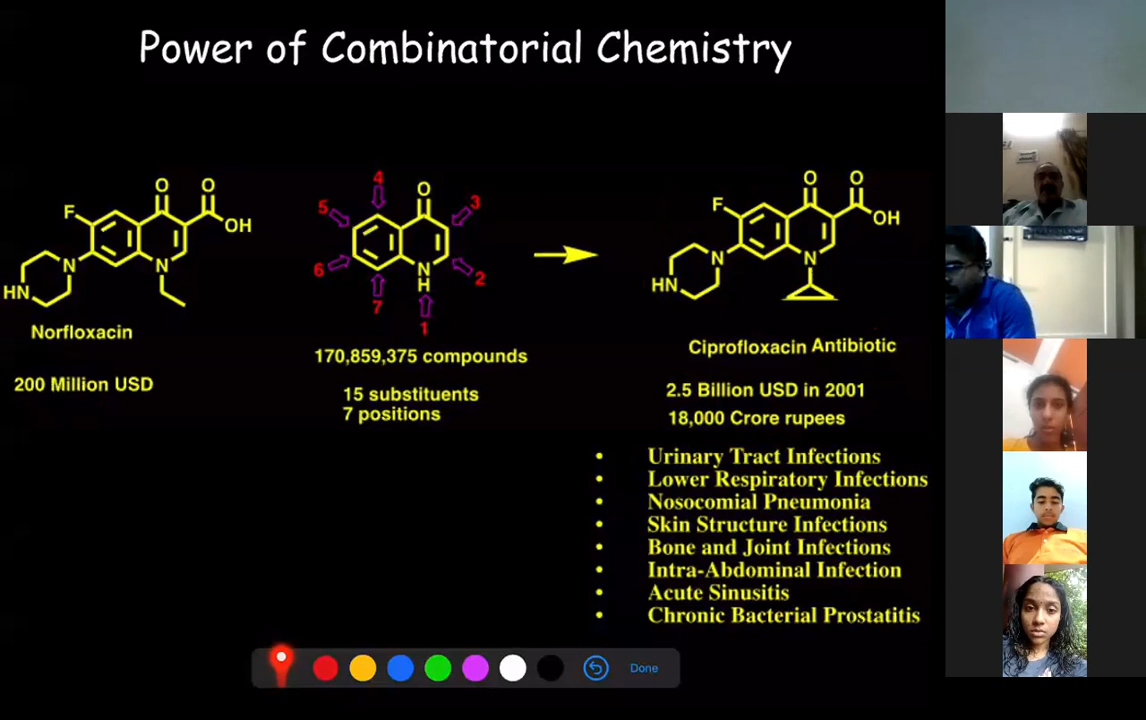 Power of Combinatorial Chemistry
O O
F
OH
N N
HN
Norfloxacin
200 Million USD
4
O
5 3
6 2
N
H
7
1
170,859,375 compounds
15 substituents
7 positions
O O
F
OH
N N
HN
Ciprofloxacin Antibiotic
2.5 Billion USD in 2001
18,000 Crore rupees
• Urinary Tract Infections
• Lower Respiratory Infections
• Nosocomial Pneumonia
• Skin Structure Infections
• Bone and Joint Infections
• Intra-Abdominal Infection
• Acute Sinusitis
• Chronic Bacterial Prostatitis
Done